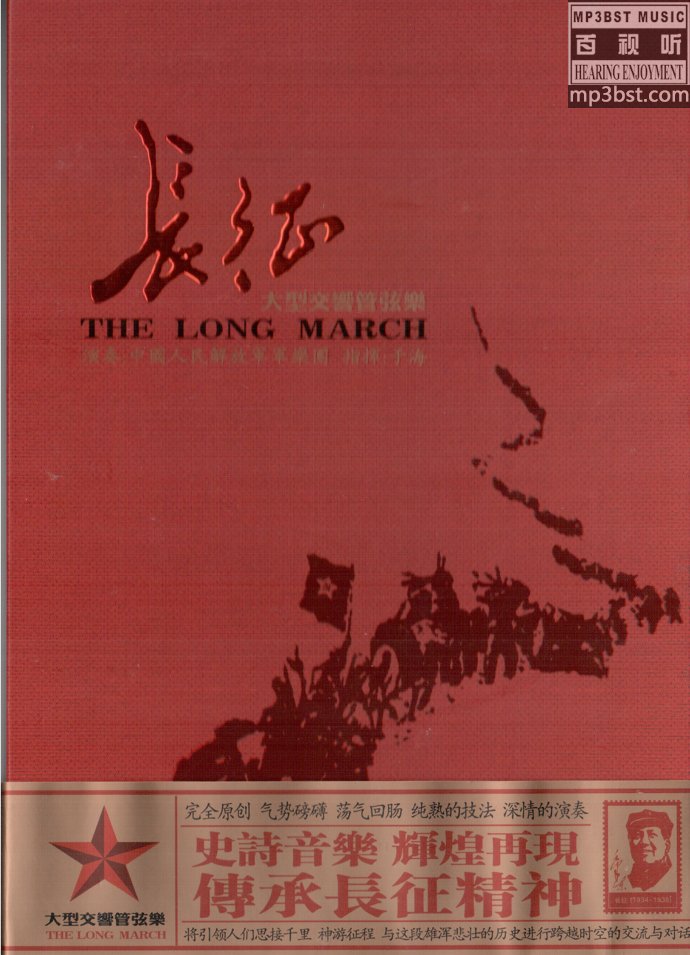 MP3BST MUSIC
百视听
HEARING ENJOYMENT
mp3bst.com
長征
大型交響管弦樂
THE LONG MARCH
演奏:中國人民解放軍軍樂團 指揮:于海
完全原创 气势磅礴 荡气回肠 纯熟的技法 深情的演奏
史詩音樂 輝煌再現
傳承長征精神
大型交響管弦樂
THE LONG MARCH
長征 (1934-1936)
将引领人们思接千里 神游征程 与这段雄浑悲壮的历史进行跨越时空的交流与对话